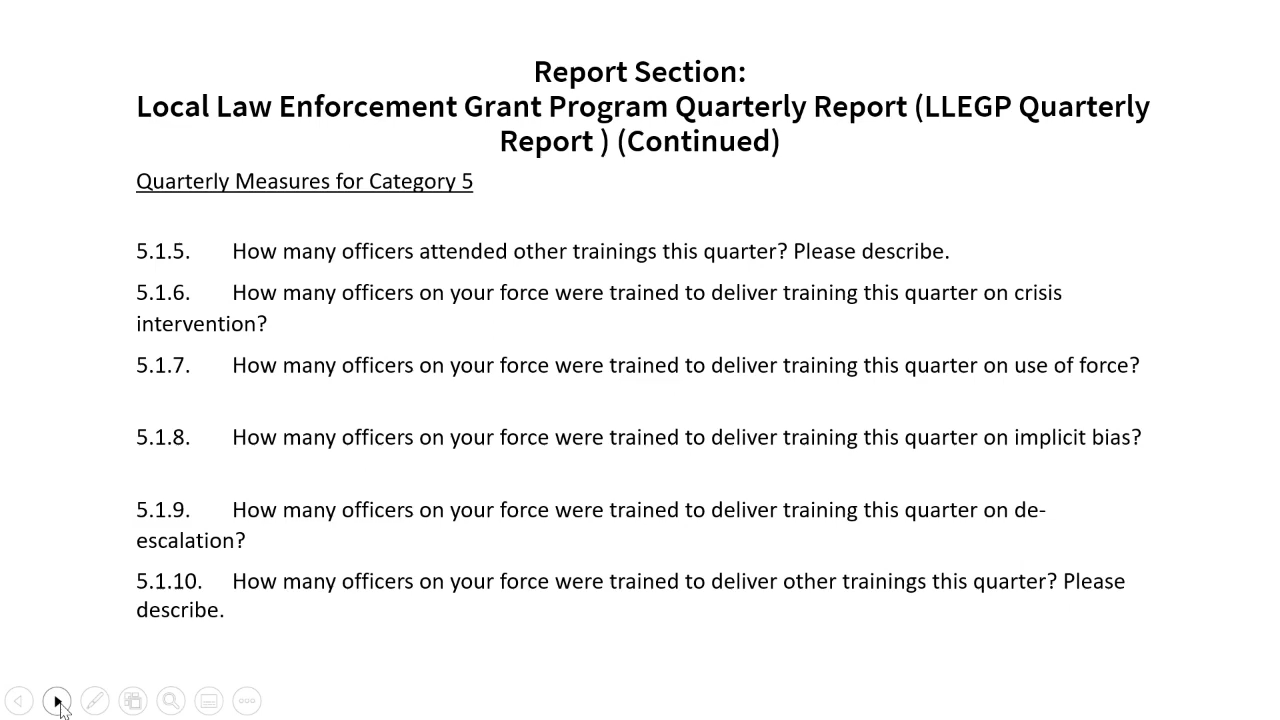 Report Section:
Local Law Enforcement Grant Program Quarterly Report (LLEGP Quarterly
Report ) (Continued)
Quarterly Measures for Category 5
5.1.5. How many officers attended other trainings this quarter? Please describe.
5.1.6. How many officers on your force were trained to deliver training this quarter on crisis
intervention?
5.1.7. How many officers on your force were trained to deliver training this quarter on use of force?
5.1.8. How many officers on your force were trained to deliver training this quarter on implicit bias?
5.1.9. How many officers on your force were trained to deliver training this quarter on de-
escalation?
5.1.10. How many officers on your force were trained to deliver other trainings this quarter? Please
describe.